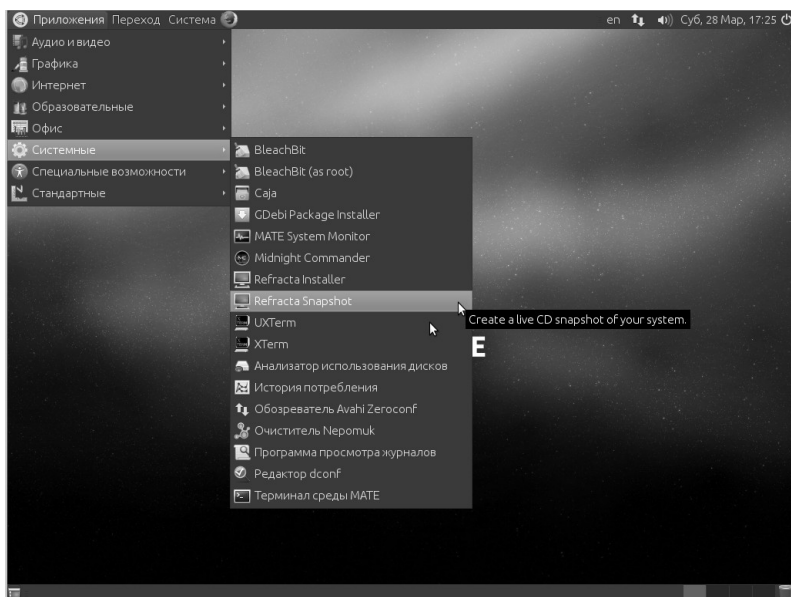 Приложения Переход Система
en Суб, 28 Мар, 17:25
Аудио и видео
Графика
Интернет
Образовательные
Офис
Системные
Специальные возможности
Стандартные
BleachBit
BleachBit (as root)
Caja
GDebi Package Installer
MATE System Monitor
Midnight Commander
Refracta Installer
Refracta Snapshot
Create a live CD snapshot of your system.
UXTerm
XTerm
E
Анализатор использования дисков
История потребления
Обозреватель Avahi Zeroconf
Очиститель Nepomuk
Программа просмотра журналов
Редактор dconf
Терминал среды MATE